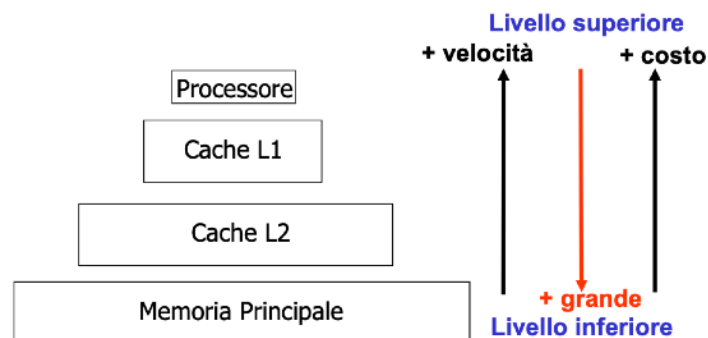 Livello superiore
+ velocità
+ costo
Processore
Cache L1
Cache L2
Memoria Principale
+ grande
Livello inferiore